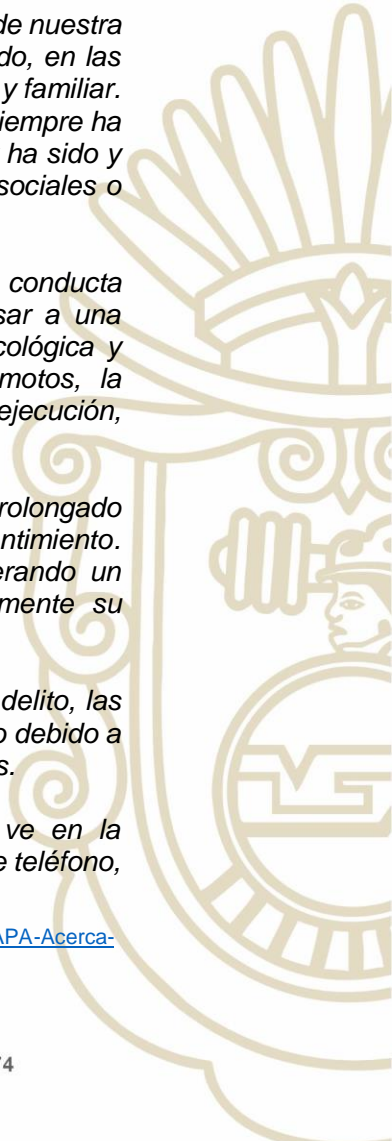 de nuestra
do, en las
y familiar.
iempre ha
ha sido y
sociales o
conducta
sar a una
cológica y
motos, la
ejecución,
rolongado
ntimiento.
erando un
mente su
delito, las
o debido a
s.
ve en la
e teléfono,
APA-Acerca-
74